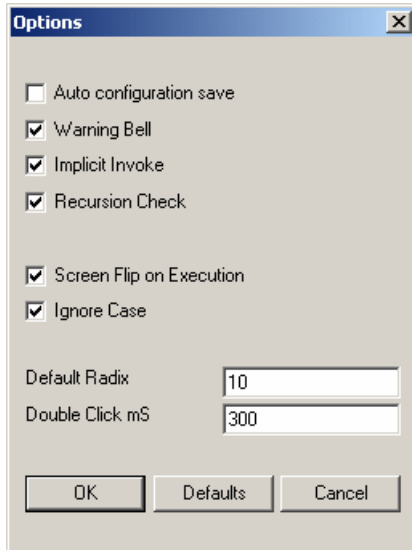 Options
Auto configuration save
Warning Bell
Implicit Invoke
Recursion Check
Screen Flip on Execution
Ignore Case
Default Radix 10
Double Click mS 300
OK Defaults Cancel